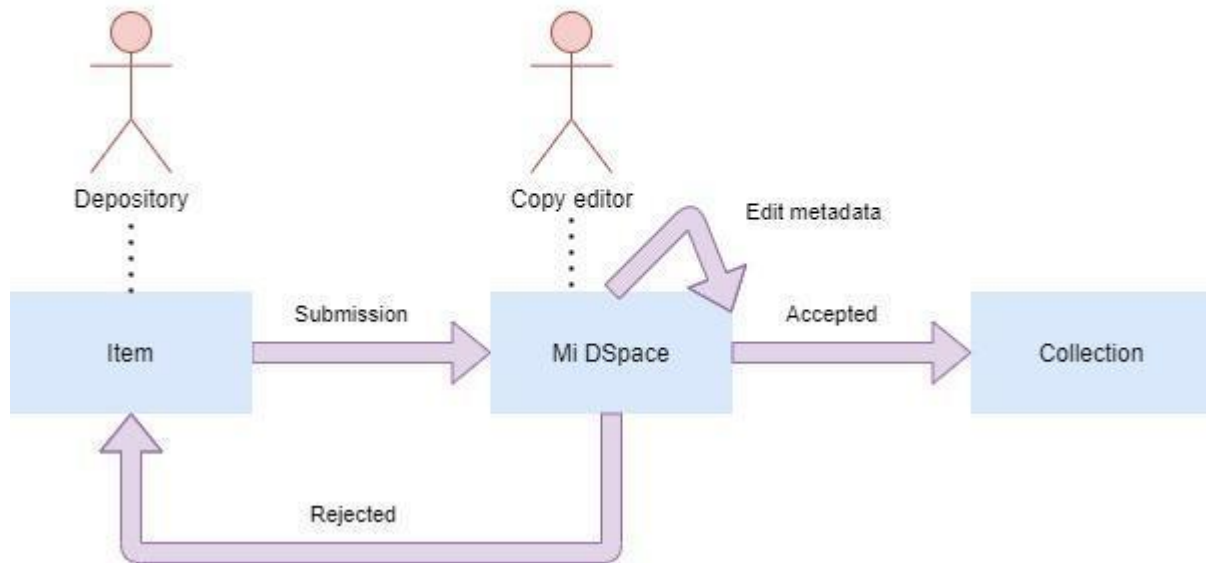 Depository
Copy editor
Edit metadata
Item
Submission
Mi DSpace
Accepted
Collection
Rejected